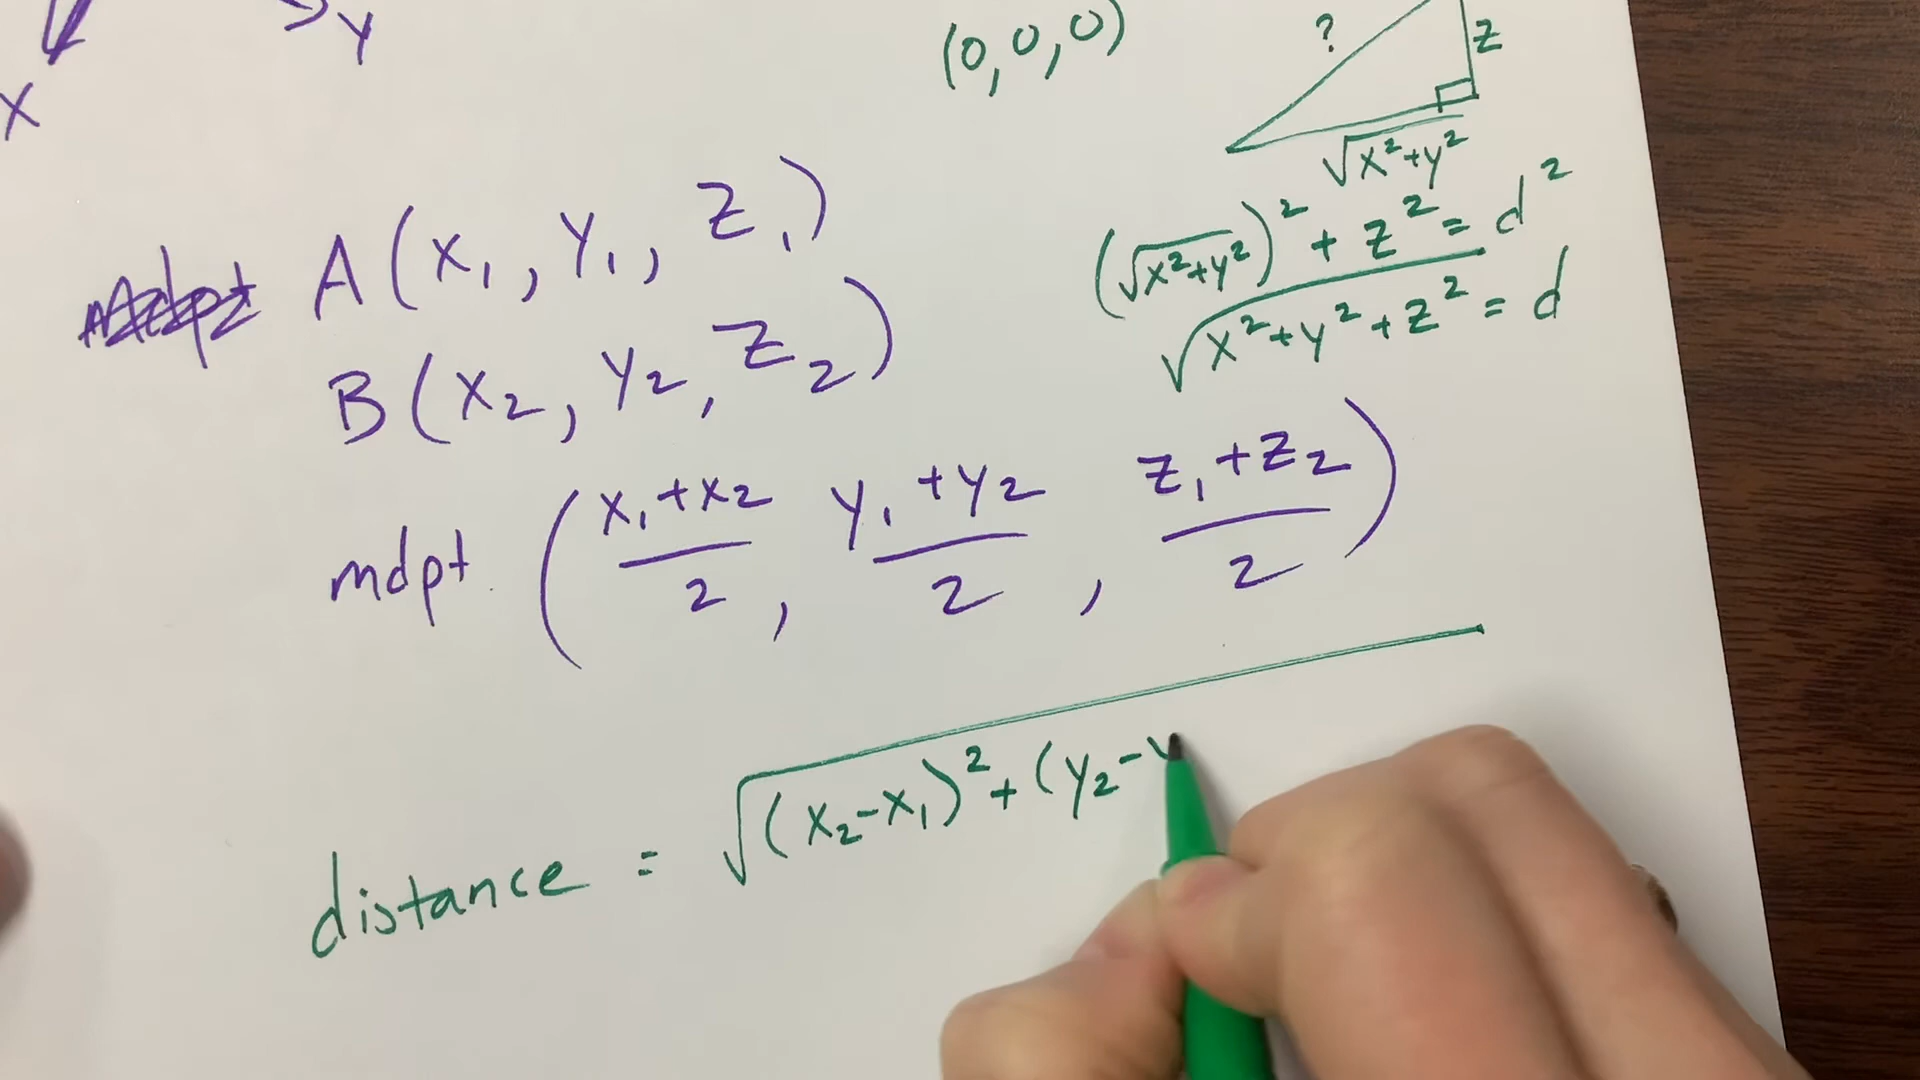 X
Y
(0,0,0)
?
Z
√x²+y²
(√x²+y²)² + z² = d²
√x²+y²+z² = d
A(x₁, y₁, z₁)
B(x₂, y₂, z₂)
mdpt (x₁+x₂/2, y₁+y₂/2, z₁+z₂/2)
distance = √(x₂-x₁)²+(y₂-y